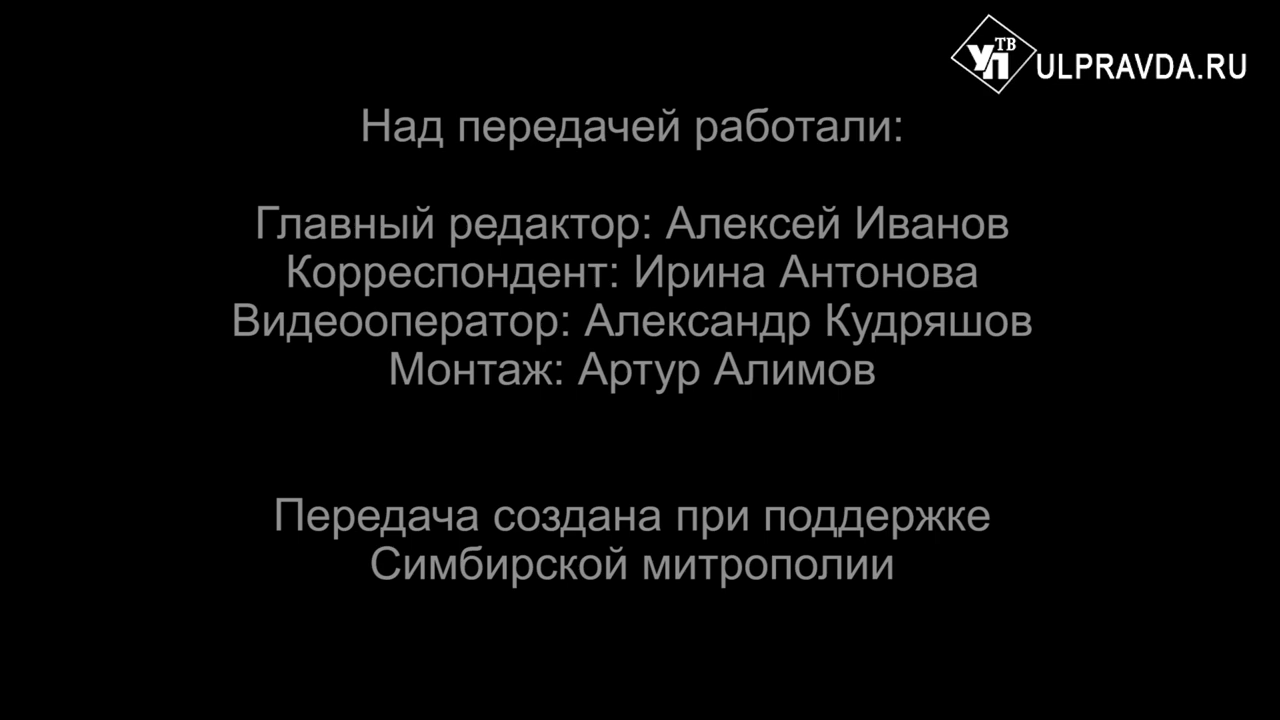 ТВ
УП
ULPRAVDA.RU
Над передачей работали:
Главный редактор: Алексей Иванов
Корреспондент: Ирина Антонова
Видеооператор: Александр Кудряшов
Монтаж: Артур Алимов
Передача создана при поддержке
Симбирской митрополии